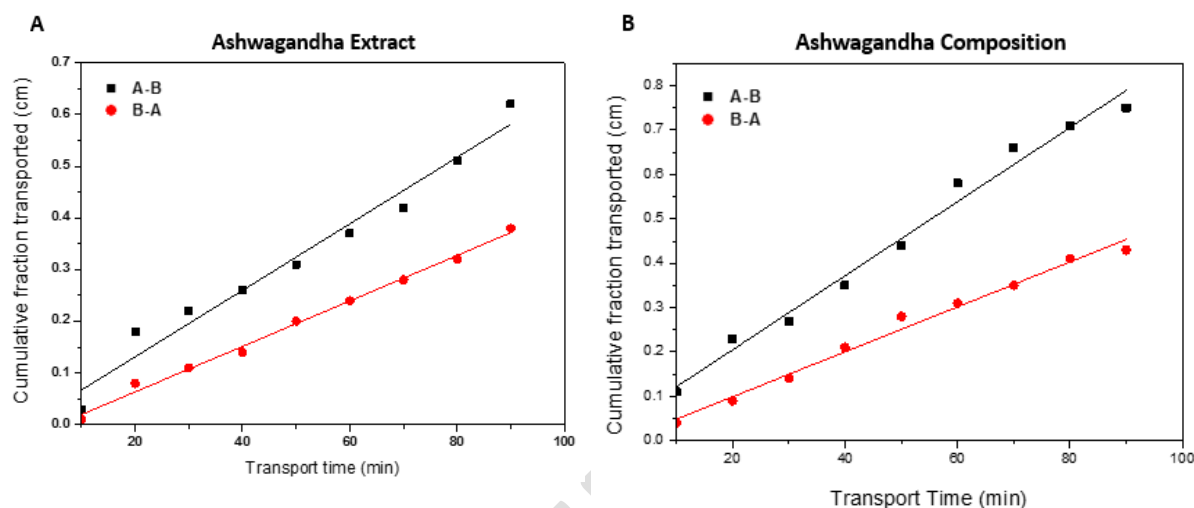 A
Ashwagandha Extract
0.7
0.6
0.5
0.4
0.3
0.2
0.1
0.0
A-B
B-A
Cumulative fraction transported (cm)
20 40 60 80 100
Transport time (min)
B
Ashwagandha Composition
0.8
0.7
0.6
0.5
0.4
0.3
0.2
0.1
0.0
A-B
B-A
Cumulative fraction transported (cm)
20 40 60 80 100
Transport Time (min)